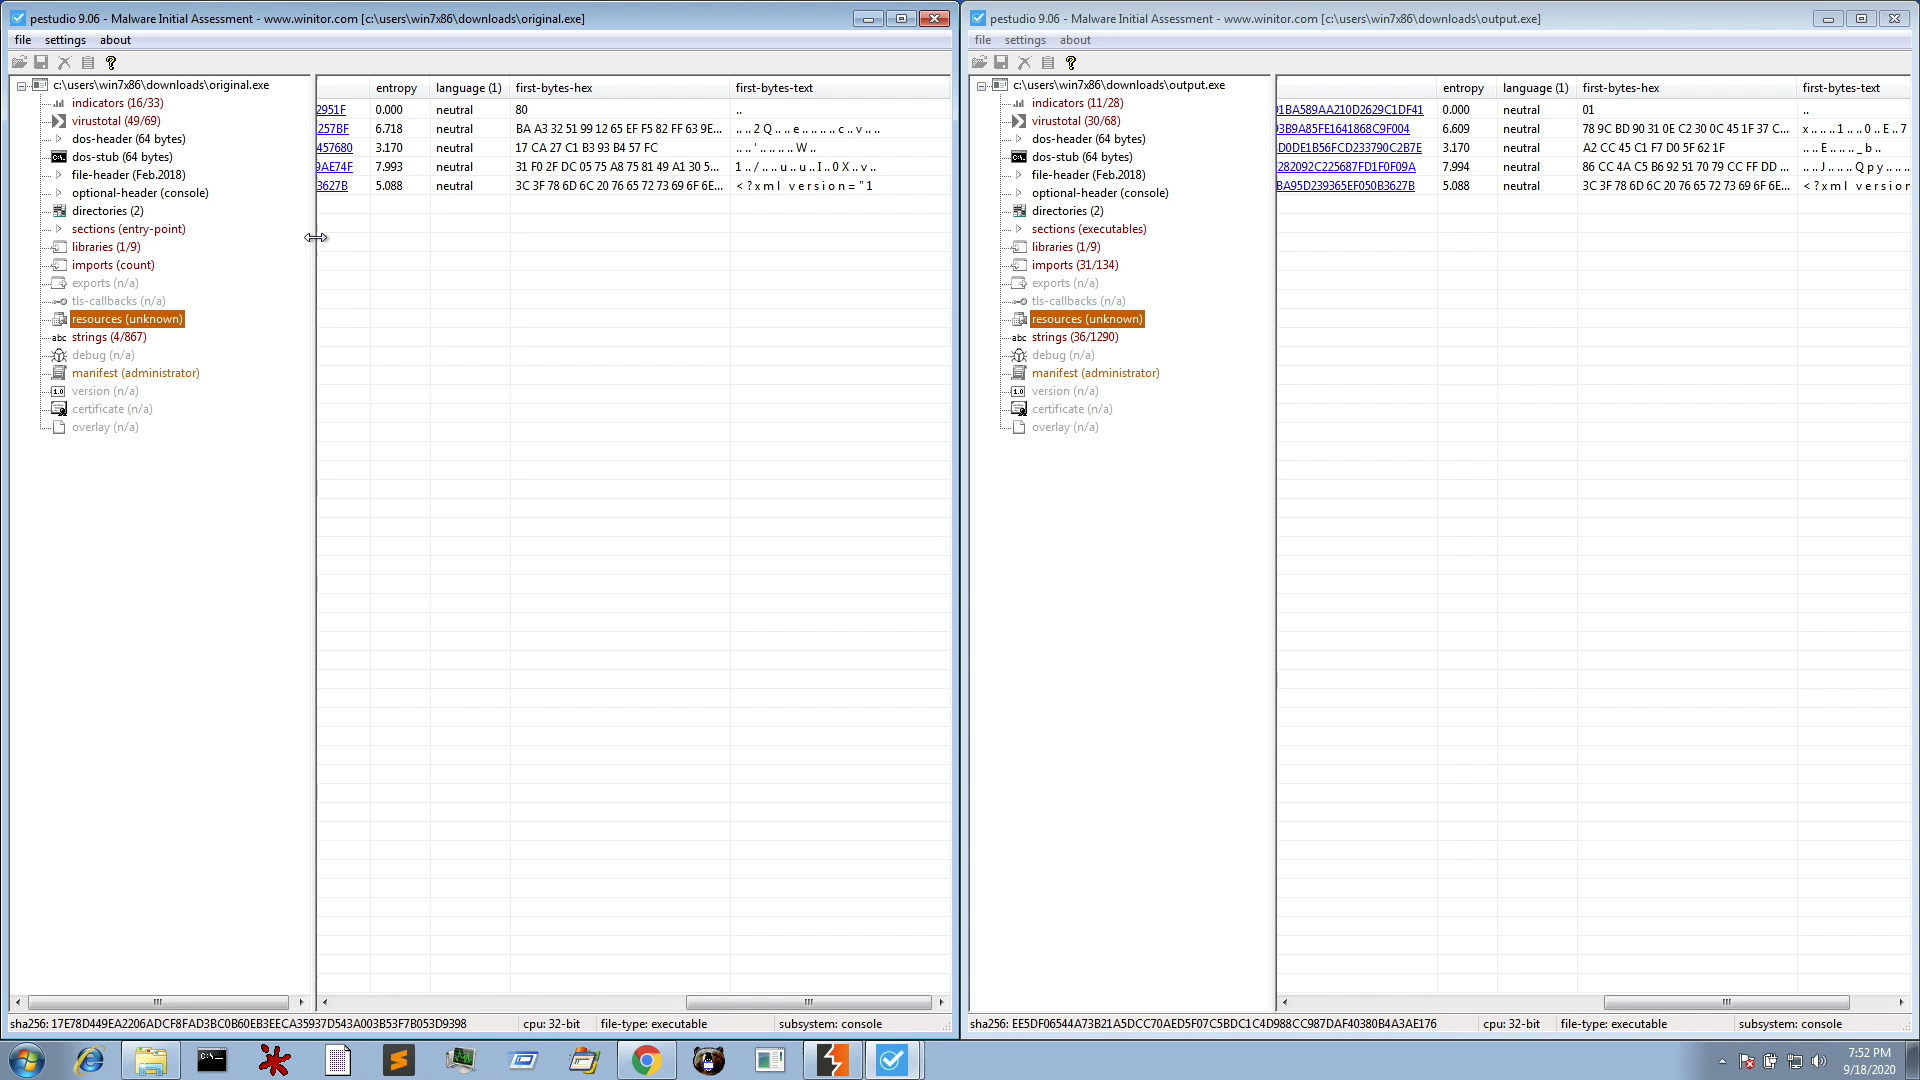 pestudio 9.06 - Malware Initial Assessment - www.winitor.com [c:\users\win7x86\downloads\original.exe]
file settings about
c:\users\win7x86\downloads\original.exe
indicators (16/33)
virustotal (49/69)
dos-header (64 bytes)
dos-stub (64 bytes)
file-header (Feb.2018)
optional-header (console)
directories (2)
sections (entry-point)
libraries (1/9)
imports (count)
exports (n/a)
tls-callbacks (n/a)
resources (unknown)
abc strings (4/867)
debug (n/a)
manifest (administrator)
1.0 version (n/a)
certificate (n/a)
overlay (n/a)
entropy language (1) first-bytes-hex first-bytes-text
2951F 0.000 neutral 80 ..
257BF 6.718 neutral BA A3 32 51 99 12 65 EF F5 82 FF 63 9E... .. .. 2 Q .. .. e .. .. .. .. c .. v .. ..
457680 3.170 neutral 17 CA 27 C1 B3 93 B4 57 FC .. .. ' .. .. .. .. W ..
9AE74F 7.993 neutral 31 F0 2F DC 05 75 A8 75 81 49 A1 30 5... 1 .. / .. .. u .. u .. I .. 0 X .. v ..
3627B 5.088 neutral 3C 3F 78 6D 6C 20 76 65 72 73 69 6F 6E... < ? x m l v e r s i o n = " 1
sha256: 17E78D449EA2206ADCF8FAD3BC0B60EB3EECA35937D543A003B53F7B053D9398 cpu: 32-bit file-type: executable subsystem: console
pestudio 9.06 - Malware Initial Assessment - www.winitor.com [c:\users\win7x86\downloads\output.exe]
file settings about
c:\users\win7x86\downloads\output.exe
indicators (11/28)
virustotal (30/68)
dos-header (64 bytes)
dos-stub (64 bytes)
file-header (Feb.2018)
optional-header (console)
directories (2)
sections (executables)
libraries (1/9)
imports (31/134)
exports (n/a)
tls-callbacks (n/a)
resources (unknown)
abc strings (36/1290)
debug (n/a)
manifest (administrator)
1.0 version (n/a)
certificate (n/a)
overlay (n/a)
entropy language (1) first-bytes-hex first-bytes-text
1BA589AA210D2629C1DF41 0.000 neutral 01 ..
3B9A85FE1641868C9F004 6.609 neutral 78 9C BD 90 31 0E C2 30 0C 45 1F 37 C... x .. .. .. 1 .. .. 0 .. E .. 7
D0DE1B56FCD233790C2B7E 3.170 neutral A2 CC 45 C1 F7 D0 5F 62 1F .. .. E .. .. .. _ b ..
282092C225687FD1F0F09A 7.994 neutral 86 CC 4A C5 B6 92 51 70 79 CC FF DD ... .. .. J .. .. .. Q p y .. .. ..
BA95D239365EF050B3627B 5.088 neutral 3C 3F 78 6D 6C 20 76 65 72 73 69 6F 6E... < ? x m l v e r s i o n
sha256: EE5DF06544A73B21A5DCC70AED5F07C5BDC1C4D988CC987DAF40380B4A3AE176 cpu: 32-bit file-type: executable subsystem: console
7:52 PM
9/18/2020